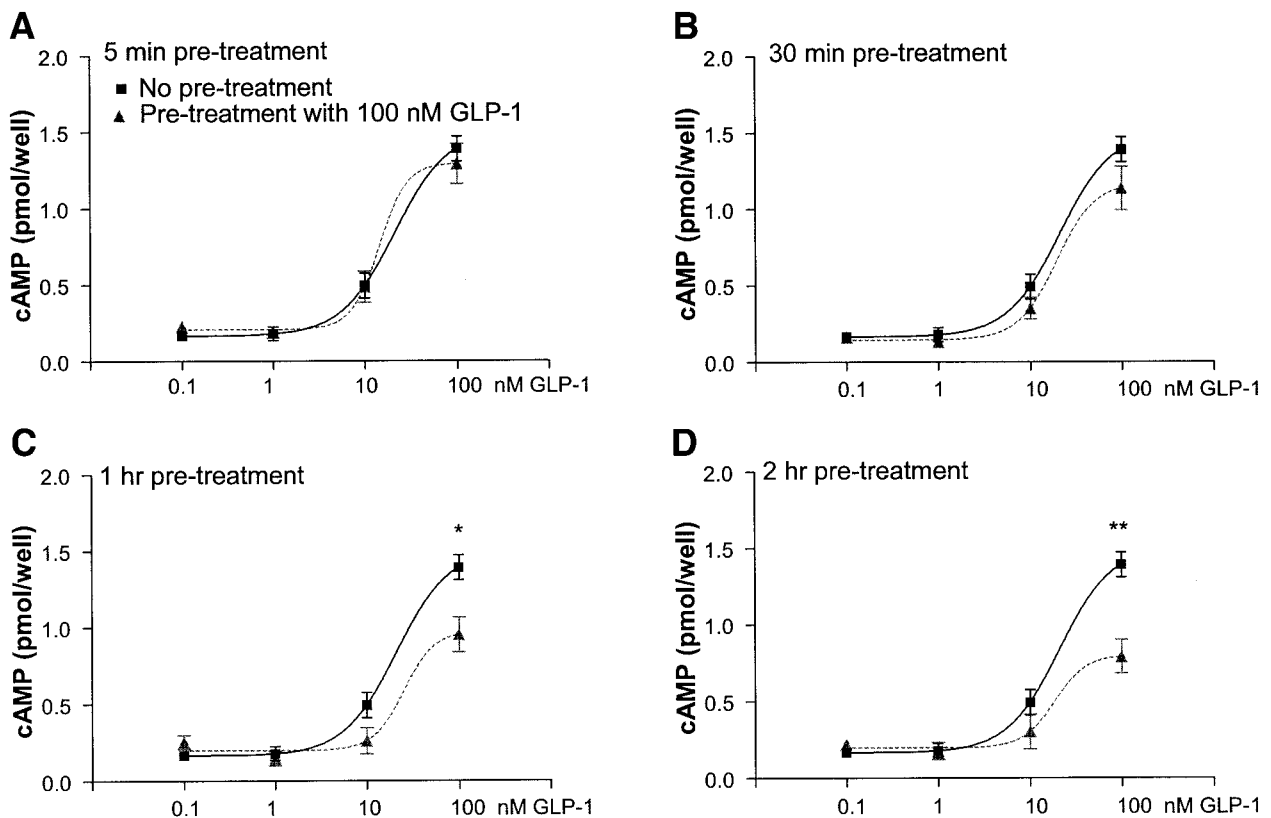 A
5 min pre-treatment
No pre-treatment
Pre-treatment with 100 nM GLP-1
cAMP (pmol/well)
2.0
1.5
1.0
0.5
0.0
0.1 1 10 100 nM GLP-1
B
30 min pre-treatment
cAMP (pmol/well)
2.0
1.5
1.0
0.5
0.0
0.1 1 10 100 nM GLP-1
C
1 hr pre-treatment
cAMP (pmol/well)
2.0
*
1.5
1.0
0.5
0.0
0.1 1 10 100 nM GLP-1
D
2 hr pre-treatment
cAMP (pmol/well)
2.0
**
1.5
1.0
0.5
0.0
0.1 1 10 100 nM GLP-1